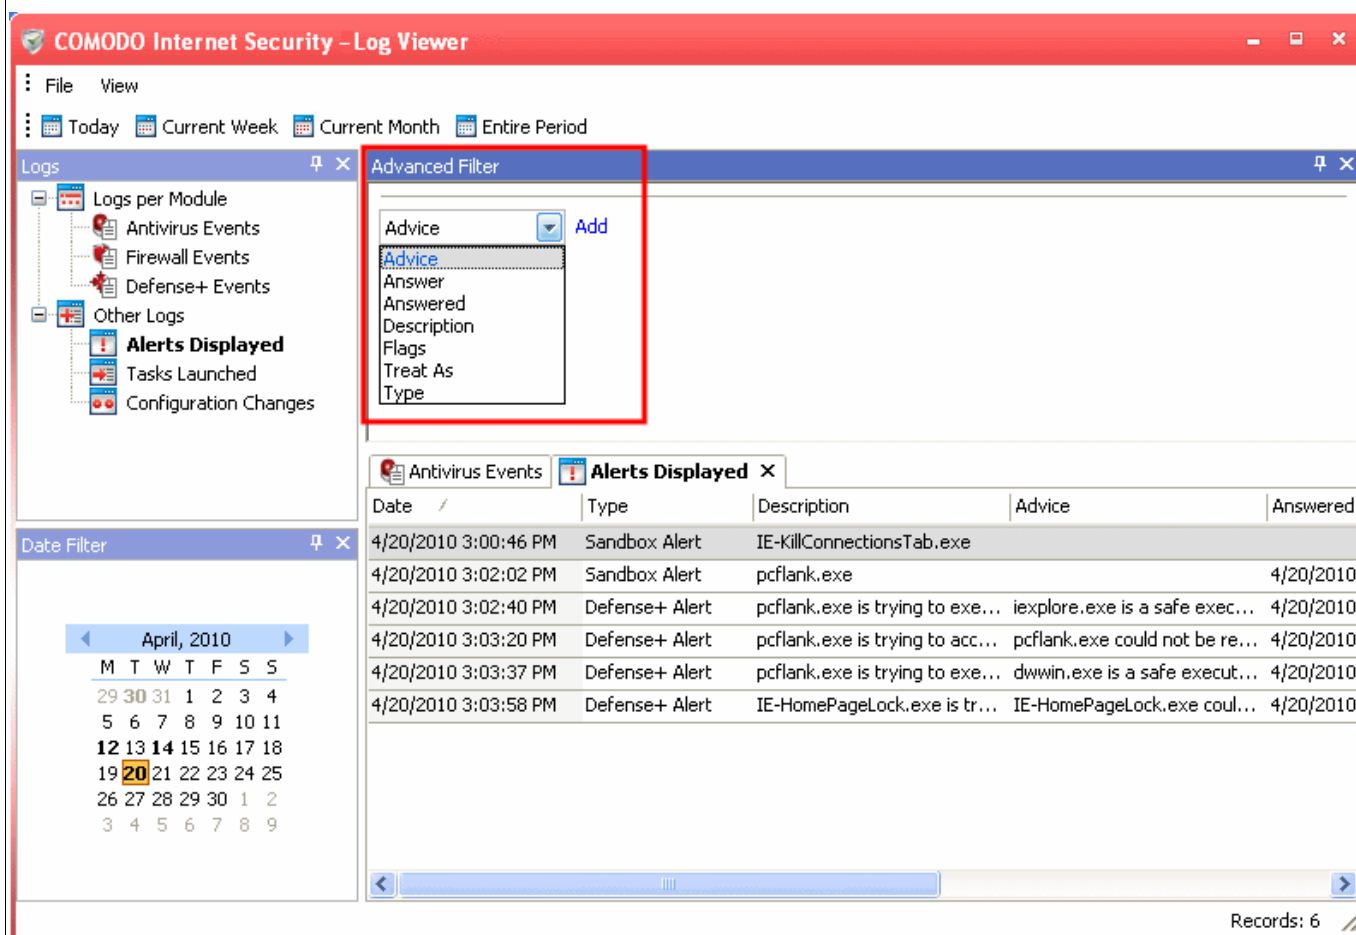 COMODO Internet Security – Log Viewer
File View
Today Current Week Current Month Entire Period
Logs
Logs per Module
Antivirus Events
Firewall Events
Defense+ Events
Other Logs
Alerts Displayed
Tasks Launched
Configuration Changes
Advanced Filter
Advice Add
Advice
Answer
Answered
Description
Flags
Treat As
Type
Antivirus Events Alerts Displayed
Date Type Description Advice Answered
4/20/2010 3:00:46 PM Sandbox Alert IE-KillConnectionsTab.exe
4/20/2010 3:02:02 PM Sandbox Alert pcflank.exe 4/20/2010
4/20/2010 3:02:40 PM Defense+ Alert pcflank.exe is trying to exe... iexplore.exe is a safe exec... 4/20/2010
4/20/2010 3:03:20 PM Defense+ Alert pcflank.exe is trying to acc... pcflank.exe could not be re... 4/20/2010
4/20/2010 3:03:37 PM Defense+ Alert pcflank.exe is trying to exe... dwwin.exe is a safe execut... 4/20/2010
4/20/2010 3:03:58 PM Defense+ Alert IE-HomePageLock.exe is tr... IE-HomePageLock.exe coul... 4/20/2010
Date Filter
April, 2010
M T W T F S S
29 30 31 1 2 3 4
5 6 7 8 9 10 11
12 13 14 15 16 17 18
19 20 21 22 23 24 25
26 27 28 29 30 1 2
3 4 5 6 7 8 9
Records: 6